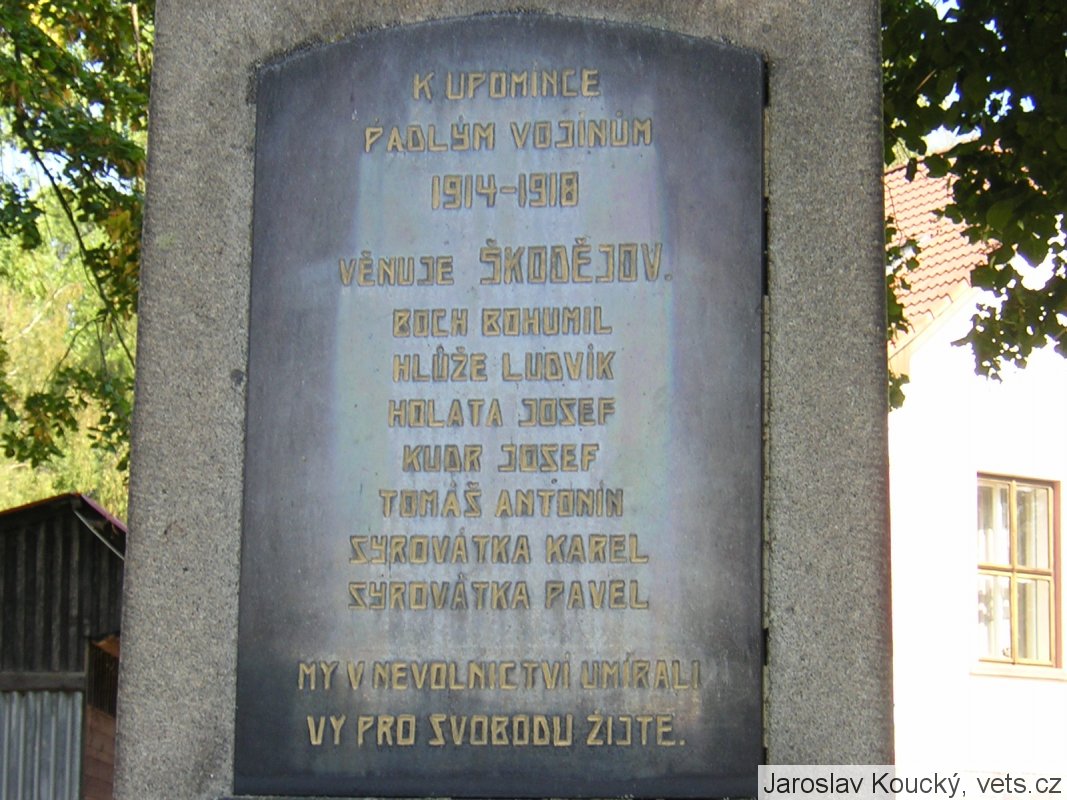 K UPOMÍNCE
PADLÝM VOJÍNŮM
1914-1918
VĚNUJE ŠKODĚJOV.
BOCH BOHUMIL
HLŮŽE LUDVÍK
HOLATA JOSEF
KUDR JOSEF
TOMÁŠ ANTONÍN
SYROVÁTKA KAREL
SYROVÁTKA PAVEL
MY V NEVOLNICTVÍ UMÍRALI
VY PRO SVOBODU ŽIJTE.
Jaroslav Koucký, vets.cz